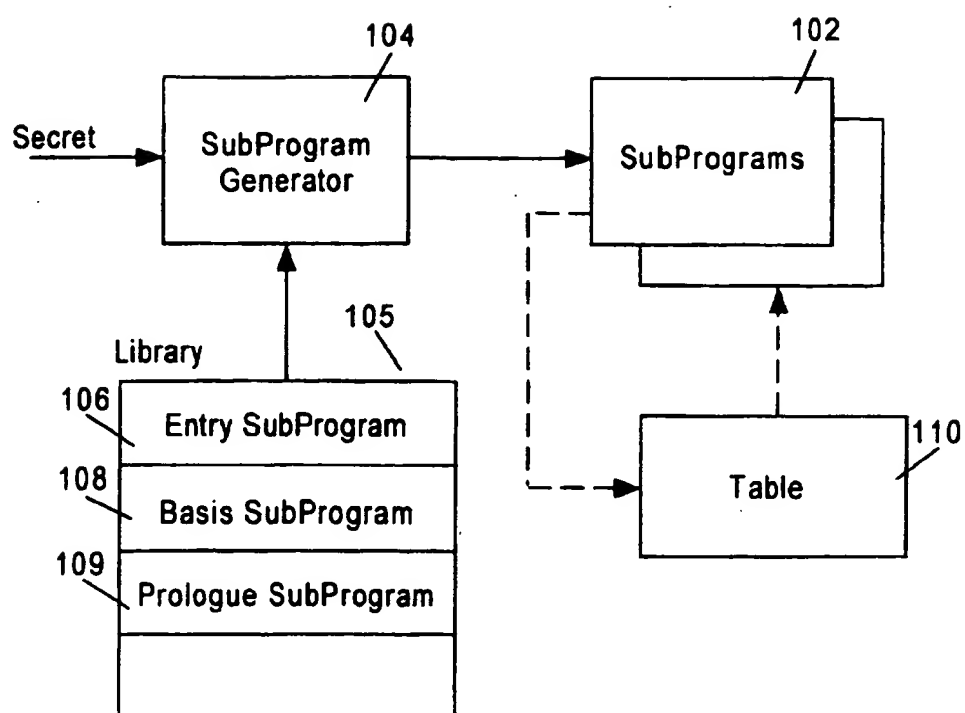 104
102
Secret
SubProgram
Generator
SubPrograms
105
Library
106
Entry SubProgram
110
108
Basis SubProgram
Table
109
Prologue SubProgram